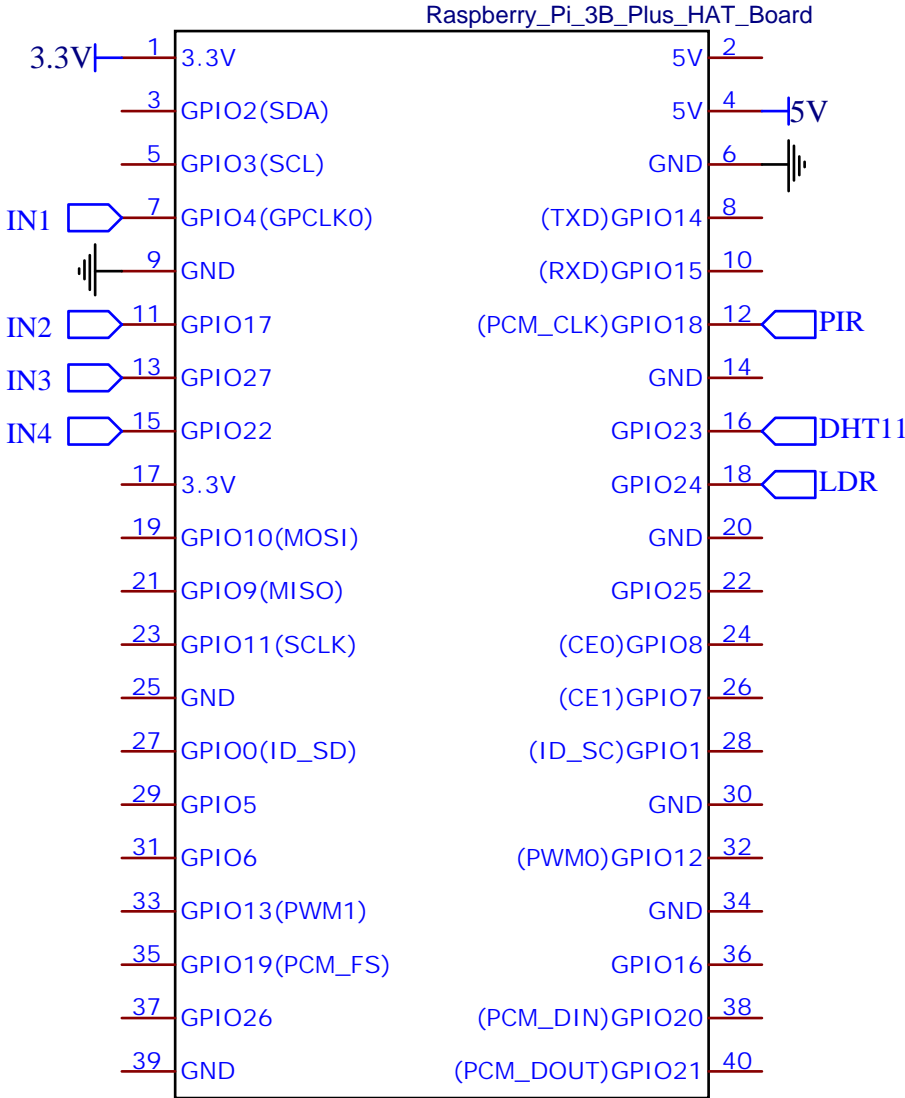 Raspberry_Pi_3B_Plus_HAT_Board
3.3V 1 3.3V 5V 2
3 GPIO2(SDA) 5V 4 5V
5 GPIO3(SCL) GND 6
IN1 7 GPIO4(GPCLK0) (TXD)GPIO14 8
9 GND (RXD)GPIO15 10
IN2 11 GPIO17 (PCM_CLK)GPIO18 12 PIR
IN3 13 GPIO27 GND 14
IN4 15 GPIO22 GPIO23 16 DHT11
17 3.3V GPIO24 18 LDR
19 GPIO10(MOSI) GND 20
21 GPIO9(MISO) GPIO25 22
23 GPIO11(SCLK) (CE0)GPIO8 24
25 GND (CE1)GPIO7 26
27 GPIO0(ID_SD) (ID_SC)GPIO1 28
29 GPIO5 GND 30
31 GPIO6 (PWM0)GPIO12 32
33 GPIO13(PWM1) GND 34
35 GPIO19(PCM_FS) GPIO16 36
37 GPIO26 (PCM_DIN)GPIO20 38
39 GND (PCM_DOUT)GPIO21 40